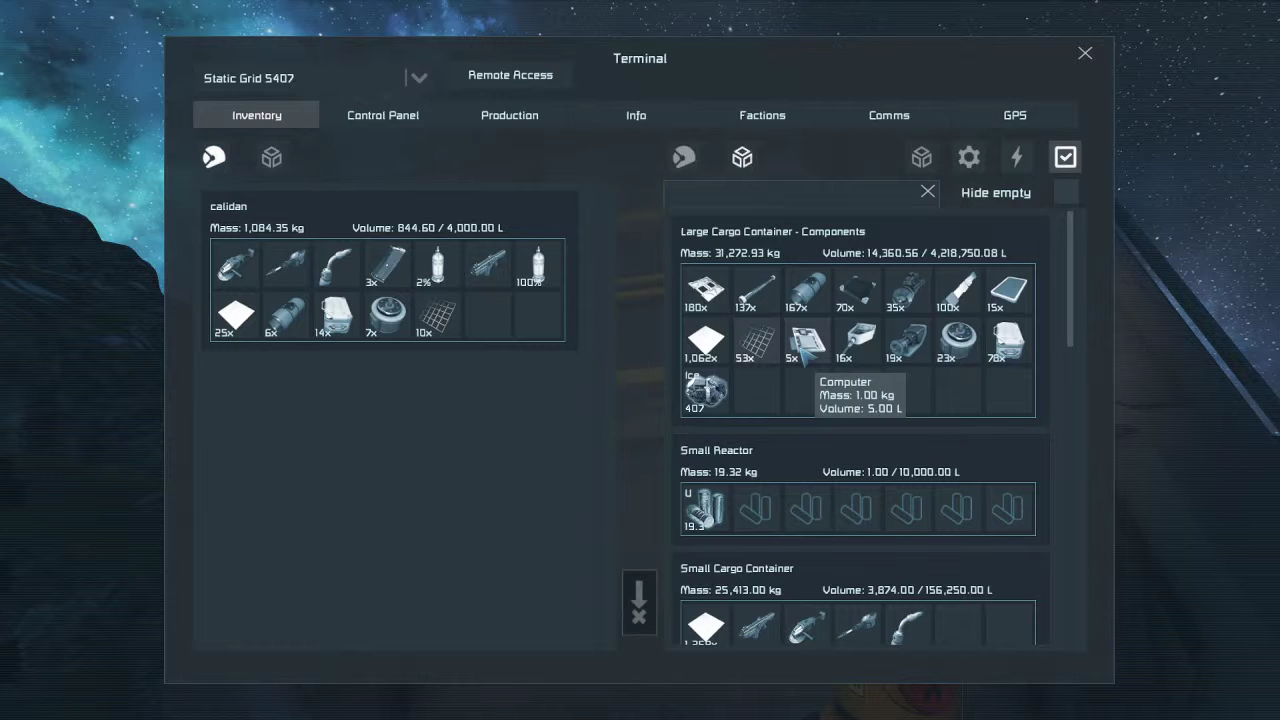 Terminal
Static Grid 5407
Remote Access
Inventory
Control Panel
Production
Info
Factions
Comms
GPS
Hide empty
calidan
Mass: 1,084.35 kg
Volume: 844.60 / 4,000.00 L
3x
2%
100%
25x
6x
14x
7x
10x
Large Cargo Container - Components
Mass: 31,272.93 kg
Volume: 14,360.56 / 4,218,750.08 L
180x
137x
167x
70x
35x
100x
15x
1,062x
53x
5x
16x
19x
23x
78x
Ice
407
Computer
Mass: 1.00 kg
Volume: 5.00 L
Small Reactor
Mass: 19.32 kg
Volume: 1.00 / 10,000.00 L
U
19.3
Small Cargo Container
Mass: 25,413.00 kg
Volume: 3,874.00 / 156,250.00 L